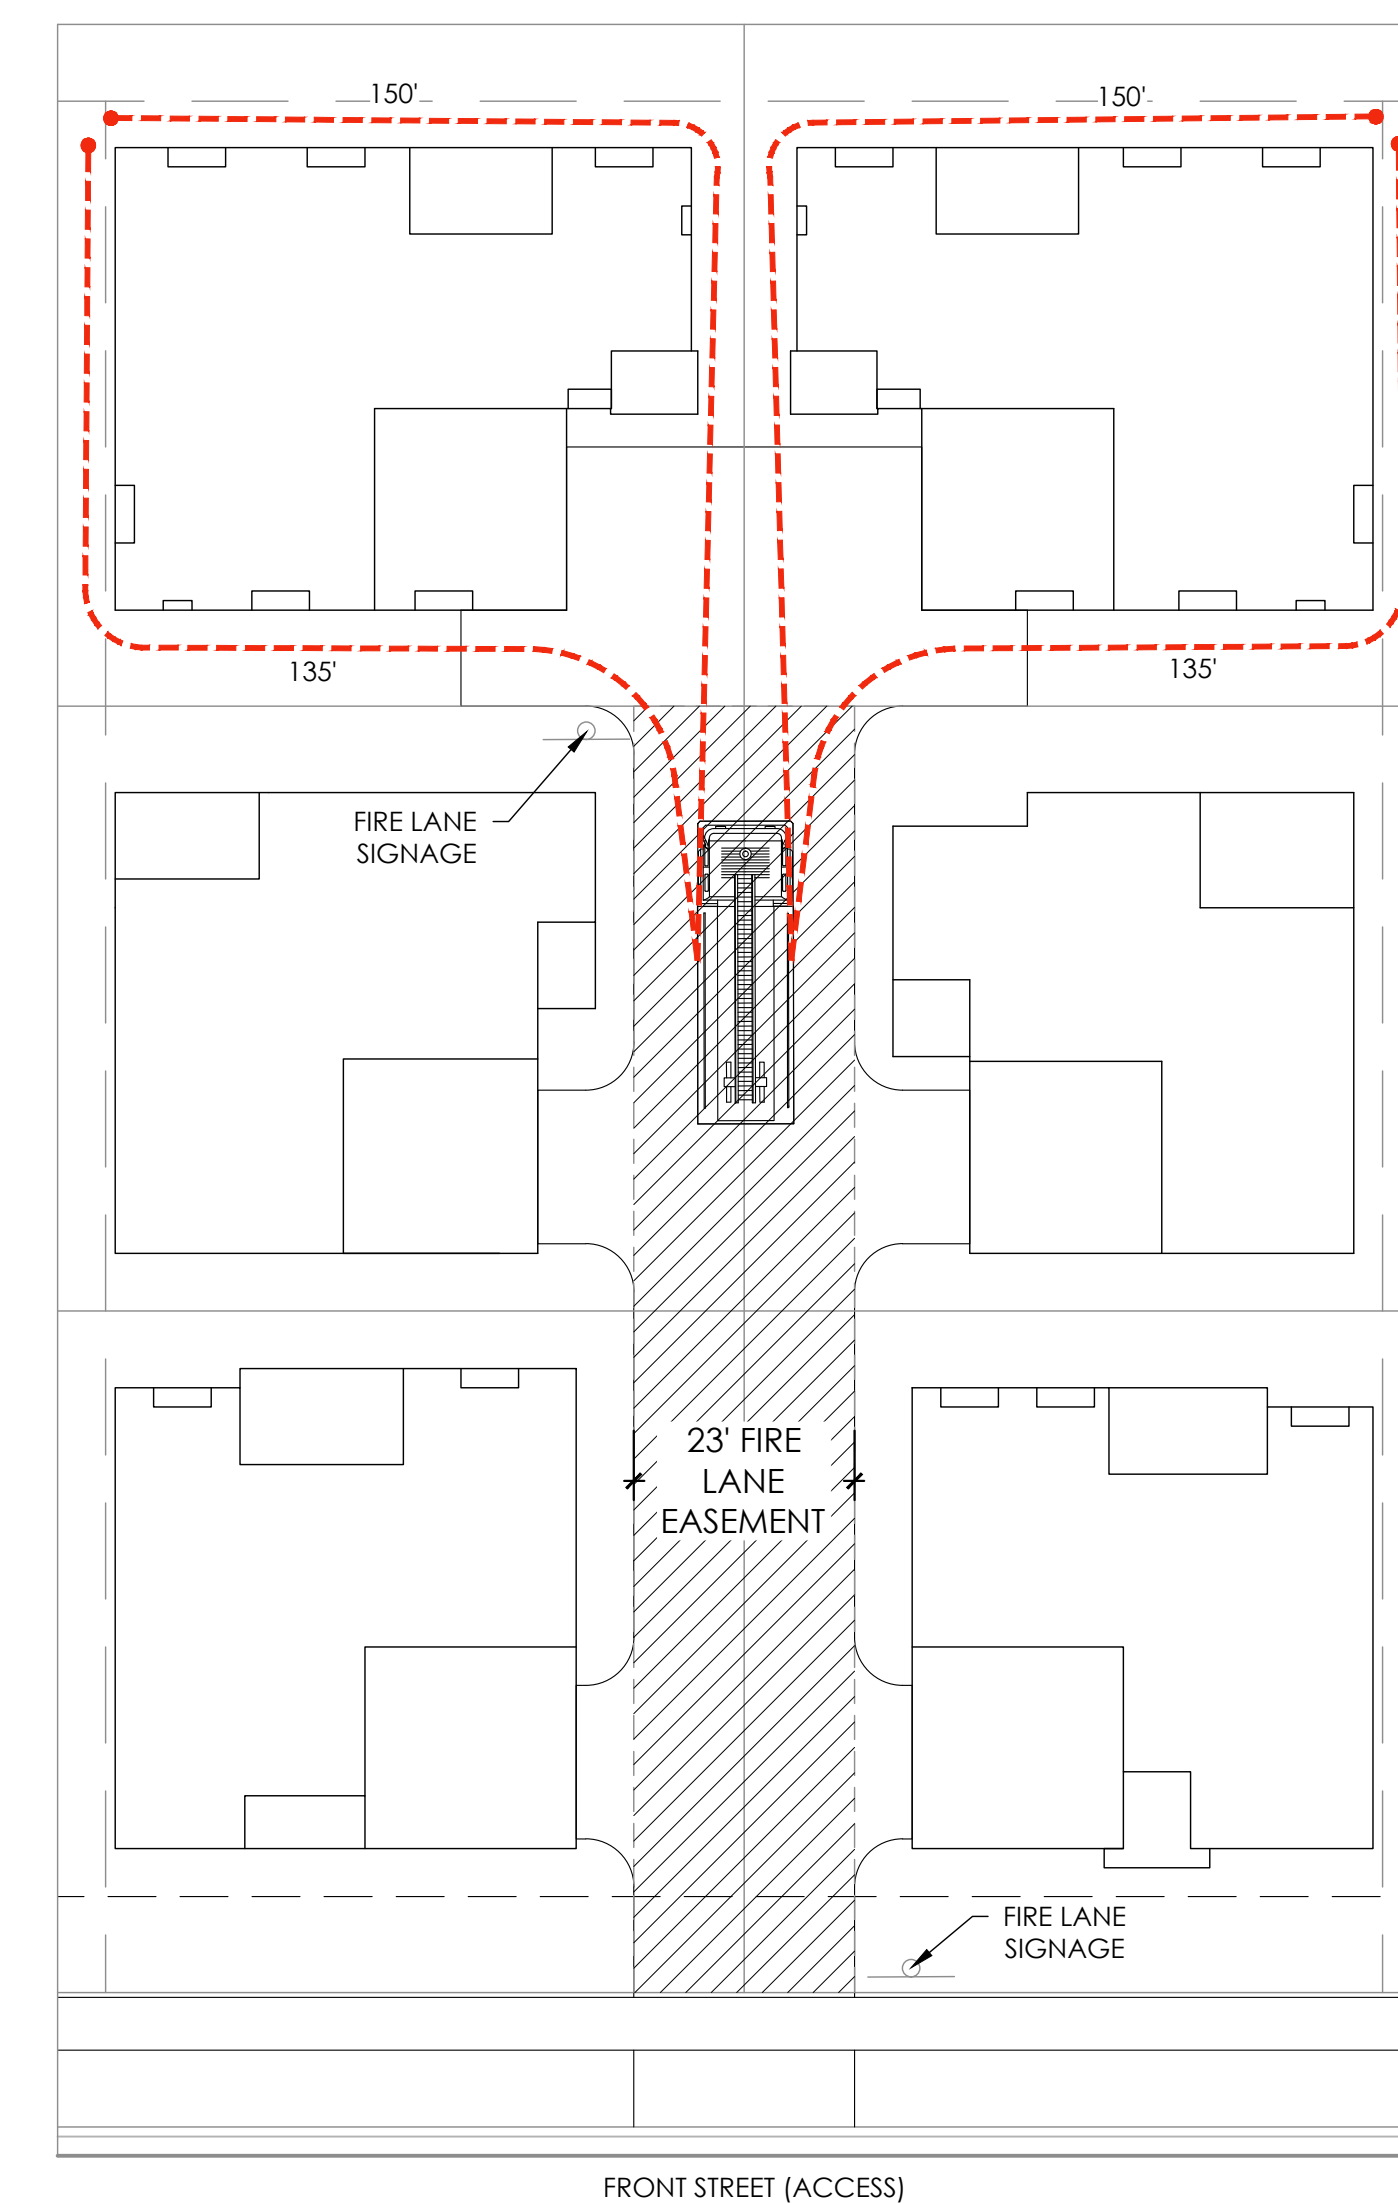 150'
150'
135'
135'
FIRE LANE
SIGNAGE
23' FIRE
LANE
EASEMENT
FIRE LANE
SIGNAGE
FRONT STREET (ACCESS)